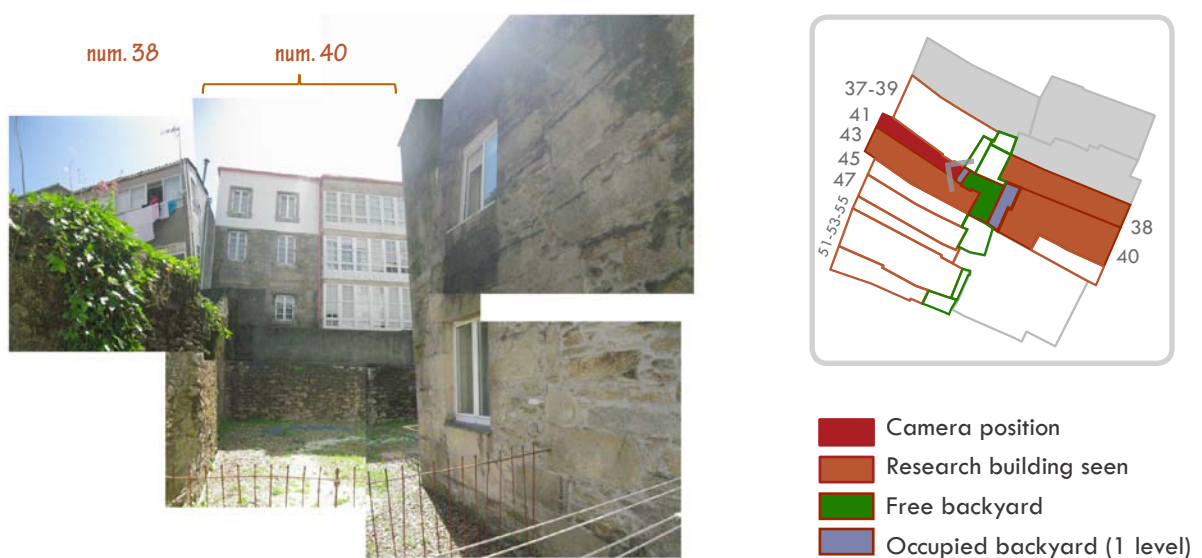 num. 38
num. 40
37-39
41
43
45
47
51-53-55
38
40
Camera position
Research building seen
Free backyard
Occupied backyard (1 level)